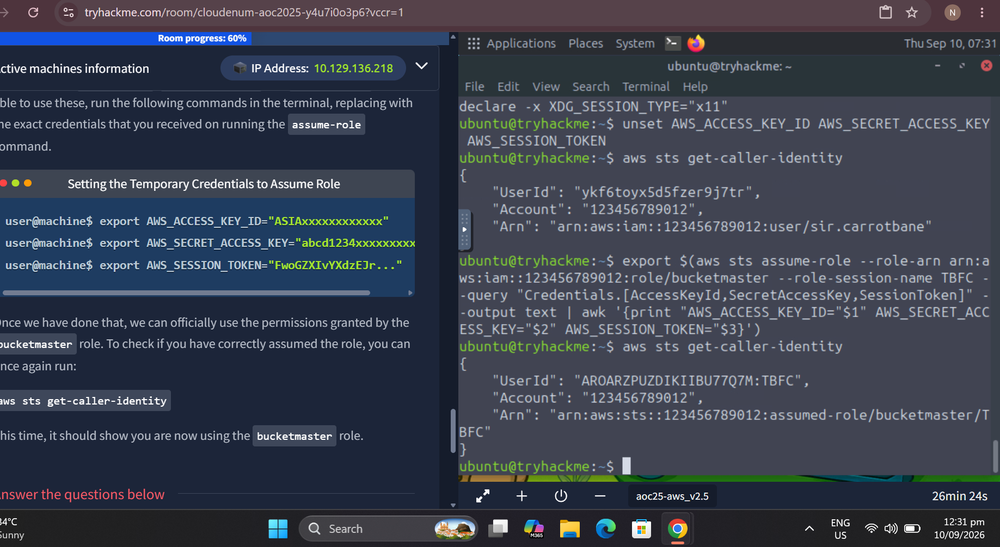 tryhackme.com/room/cloudenum-aoc2025-y4u7i0o3p6?vccr=1
N
Room progress: 60%
ctive machines information
IP Address: 10.129.136.218
ble to use these, run the following commands in the terminal, replacing with
he exact credentials that you received on running the assume-role
ommand.
Setting the Temporary Credentials to Assume Role
user@machine$ export AWS_ACCESS_KEY_ID="ASIAxxxxxxxxxxxx"
user@machine$ export AWS_SECRET_ACCESS_KEY="abcd1234xxxxxxxxx
user@machine$ export AWS_SESSION_TOKEN="FwoGZXIvYXdzEJr..."
Once we have done that, we can officially use the permissions granted by the
bucketmaster role. To check if you have correctly assumed the role, you can
nce again run:
aws sts get-caller-identity
his time, it should show you are now using the bucketmaster role.
Answer the questions below
Applications Places System
Thu Sep 10, 07:31
ubuntu@tryhackme: ~
File Edit View Search Terminal Help
declare -x XDG_SESSION_TYPE="x11"
ubuntu@tryhackme:~$ unset AWS_ACCESS_KEY_ID AWS_SECRET_ACCESS_KEY
AWS_SESSION_TOKEN
ubuntu@tryhackme:~$ aws sts get-caller-identity
{
"UserId": "ykf6toyx5d5fzer9j7tr",
"Account": "123456789012",
"Arn": "arn:aws:iam::123456789012:user/sir.carrotbane"
ubuntu@tryhackme:~$ export $(aws sts assume-role --role-arn arn:a
ws:iam::123456789012:role/bucketmaster --role-session-name TBFC -
-query "Credentials.[AccessKeyId,SecretAccessKey,SessionToken]" -
-output text | awk '{print "AWS_ACCESS_KEY_ID="$1" AWS_SECRET_ACC
ESS_KEY="$2" AWS_SESSION_TOKEN="$3}')
ubuntu@tryhackme:~$ aws sts get-caller-identity
{
"UserId": "AROARZPUZDIKIIBU77Q7M:TBFC",
"Account": "123456789012",
"Arn": "arn:aws:sts::123456789012:assumed-role/bucketmaster/T
BFC"
}
ubuntu@tryhackme:~$
aoc25-aws_v2.5
26min 24s
34°C
Sunny
Search
M365
ENG
US
12:31 pm
10/09/2026